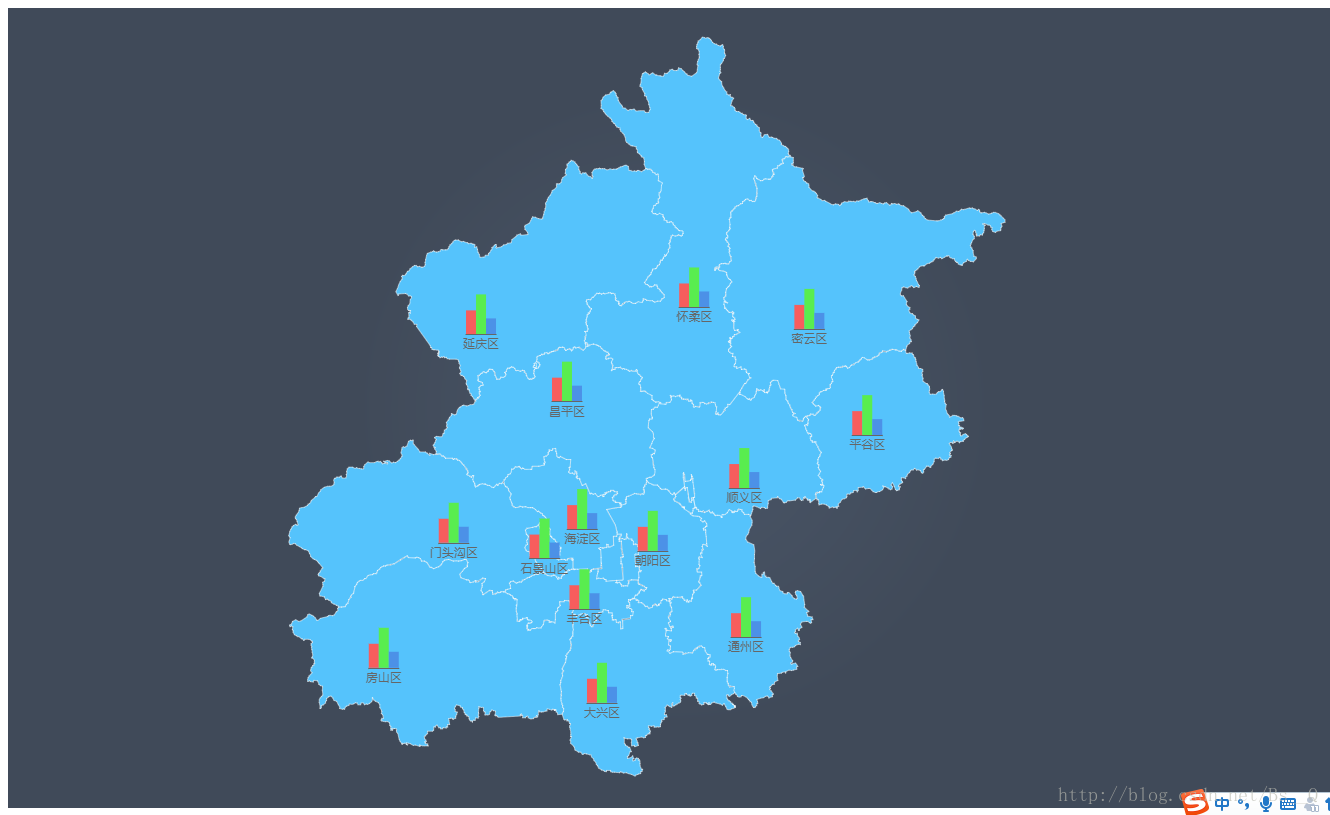 怀柔区
延庆区
密云区
昌平区
平谷区
顺义区
海淀区
门头沟区
朝阳区
石景山区
丰台区
通州区
房山区
大兴区
http://blog.
net/Bs
中